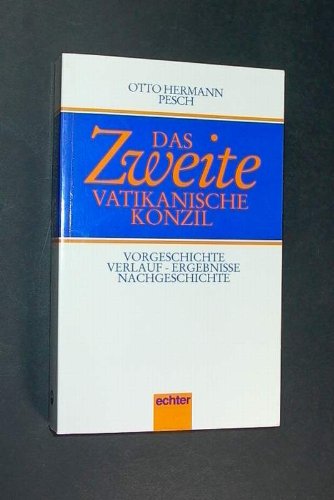 OTTO HERMANN
PESCH
DAS
Zweite
VATIKANISCHE
KONZIL
VORGESCHICHTE
VERLAUF - ERGEBNISSE
NACHGESCHICHTE
echter